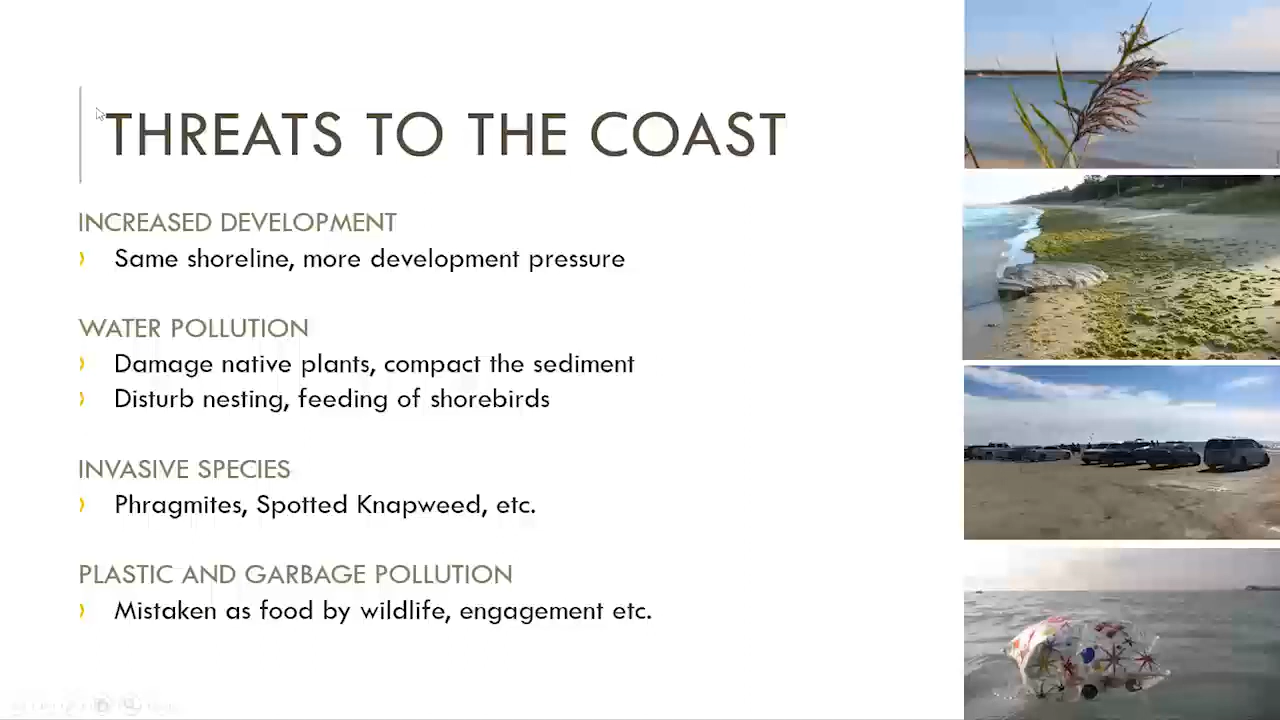 THREATS TO THE COAST
INCREASED DEVELOPMENT
Same shoreline, more development pressure
WATER POLLUTION
Damage native plants, compact the sediment
Disturb nesting, feeding of shorebirds
INVASIVE SPECIES
Phragmites, Spotted Knapweed, etc.
PLASTIC AND GARBAGE POLLUTION
Mistaken as food by wildlife, engagement etc.